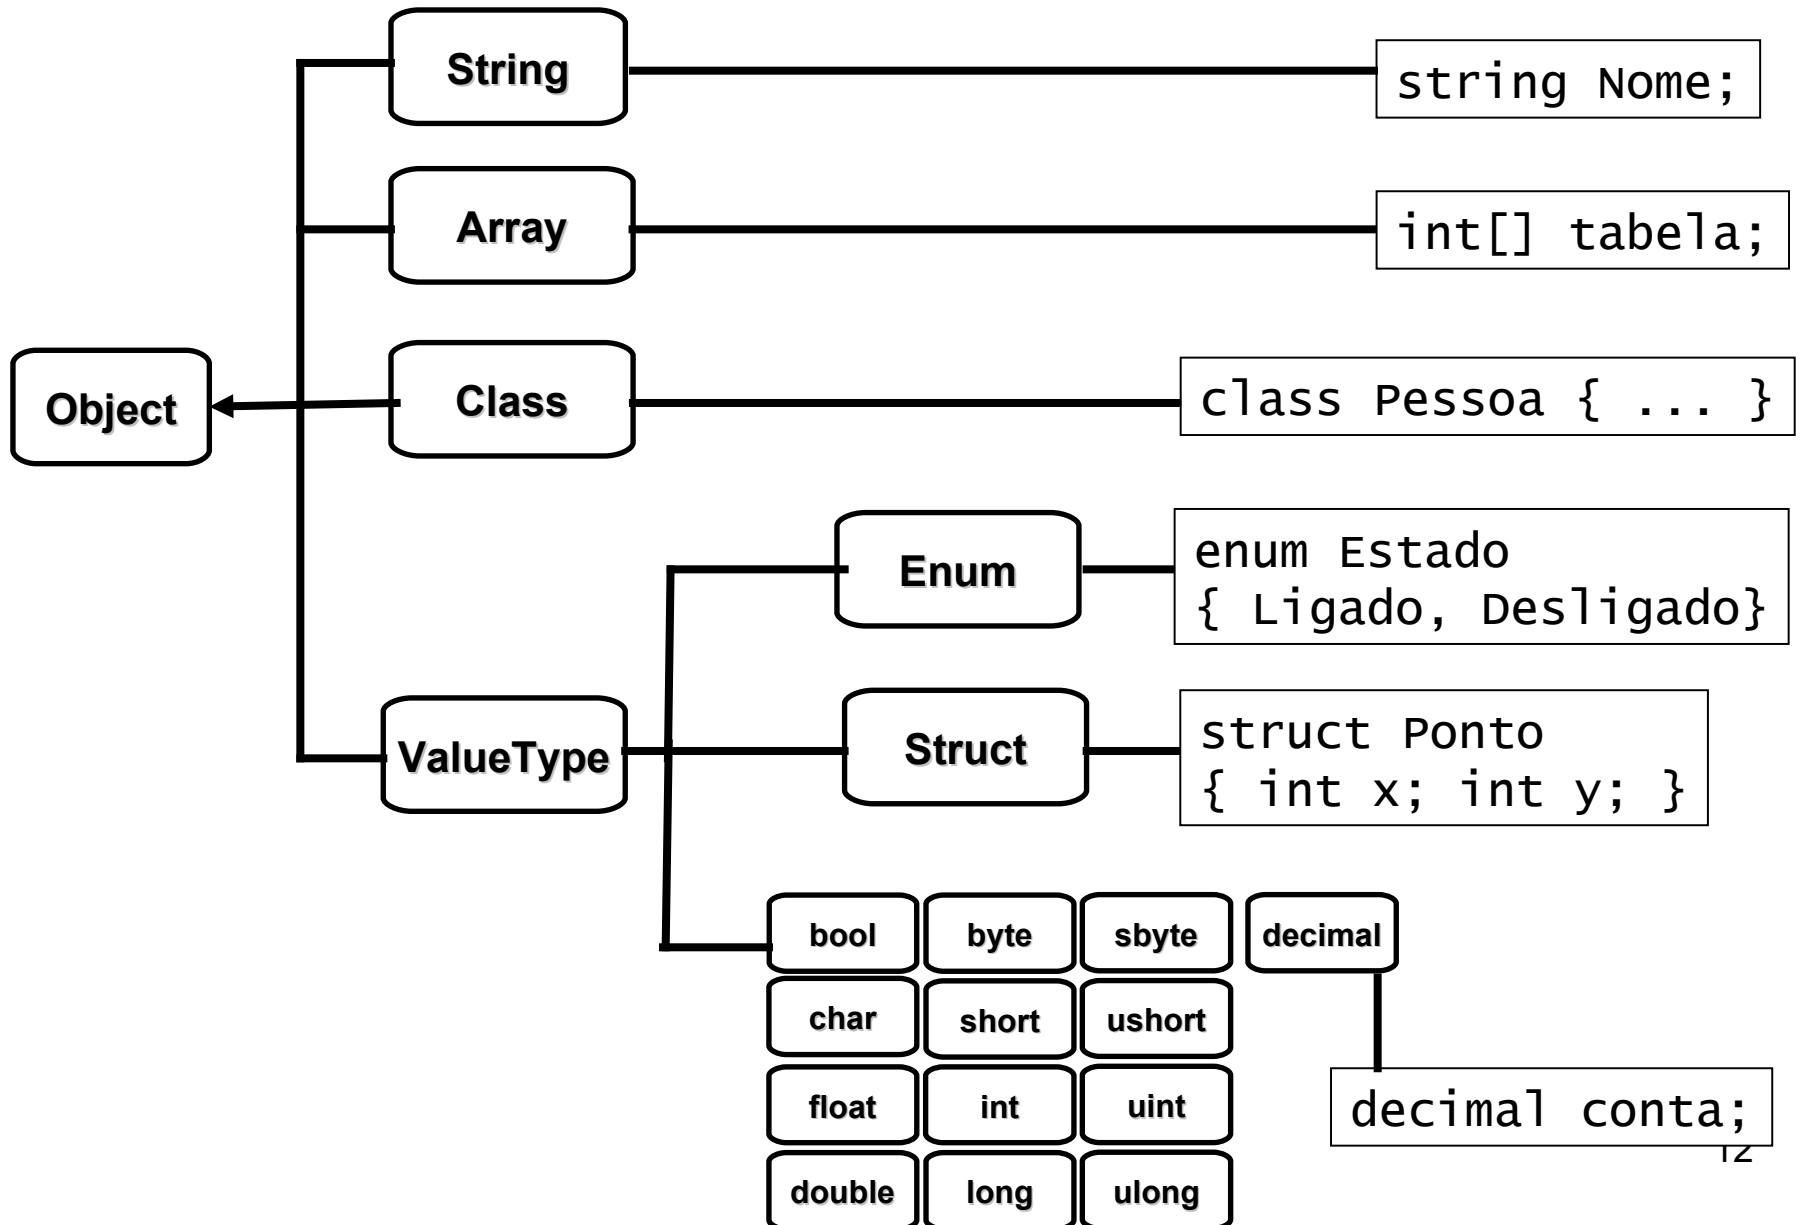 String
string Nome;
Array
int[] tabela;
Object
Class
class Pessoa { ... }
Enum
enum Estado
{ Ligado, Desligado}
ValueType
Struct
struct Ponto
{ int x; int y; }
bool byte sbyte decimal
char short ushort
float int uint
decimal conta;
12
double long ulong